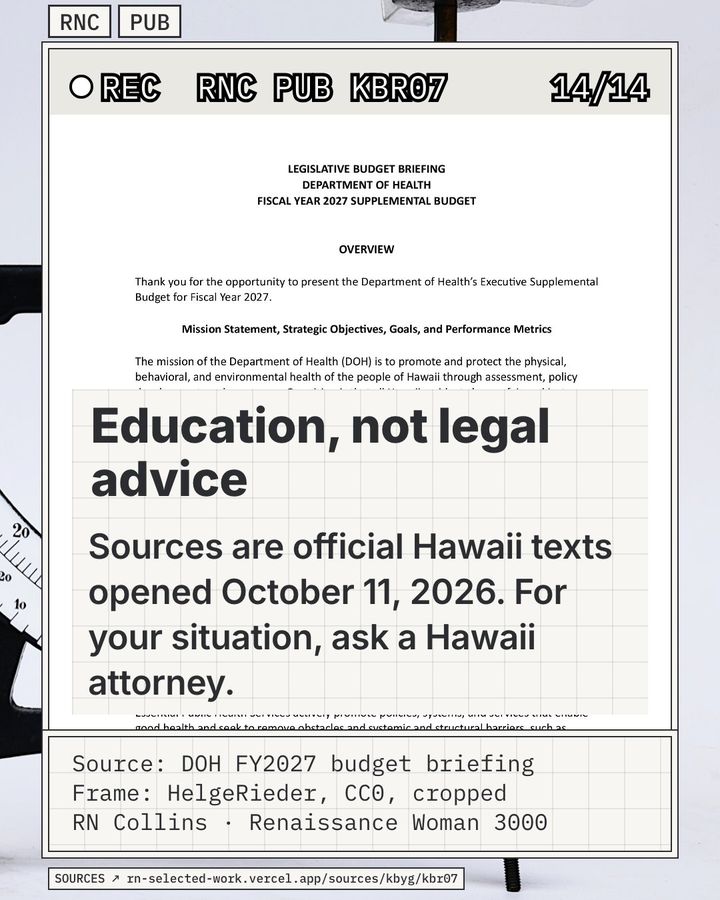 RNC PUB
REC RNC PUB KBR07 14/14
LEGISLATIVE BUDGET BRIEFING
DEPARTMENT OF HEALTH
FISCAL YEAR 2027 SUPPLEMENTAL BUDGET
OVERVIEW
Thank you for the opportunity to present the Department of Health's Executive Supplemental
Budget for Fiscal Year 2027.
Mission Statement, Strategic Objectives, Goals, and Performance Metrics
The mission of the Department of Health (DOH) is to promote and protect the physical,
behavioral, and environmental health of the people of Hawaii through assessment, policy
Education, not legal
advice
Sources are official Hawaii texts
opened October 11, 2026. For
your situation, ask a Hawaii
attorney.
good health and seek to remove obstacles and systemic and structural barriers, such as
Source: DOH FY2027 budget briefing
Frame: HelgeRieder, CC0, cropped
RN Collins · Renaissance Woman 3000
SOURCES ↗ rn-selected-work.vercel.app/sources/kbyg/kbr07
20
20
10